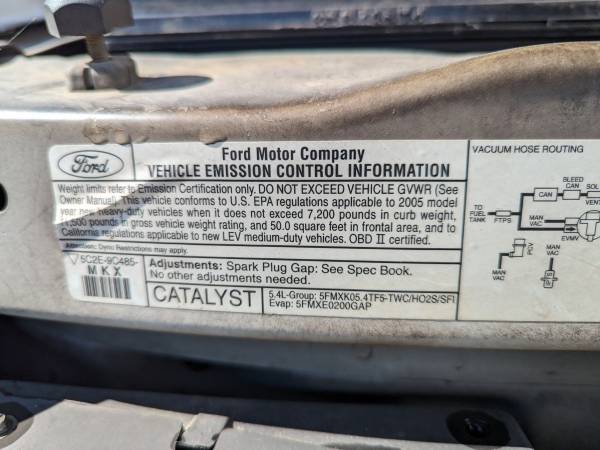 Ford
Ford Motor Company
VEHICLE EMISSION CONTROL INFORMATION
Weight limits refer to Emission Certification only. DO NOT EXCEED VEHICLE GVWR (See
Owner Manual). This vehicle conforms to U.S. EPA regulations applicable to 2005 model
year new heavy-duty vehicles when it does not exceed 7,200 pounds in curb weight,
,500 pounds in gross vehicle weight rating, and 50.0 square feet in frontal area, and to
California regulations applicable to new LEV medium-duty vehicles. OBD II certified.
Attention: Dyno Restrictions may apply.
5C2E-9C485-
MKX
Adjustments: Spark Plug Gap: See Spec Book.
No other adjustments needed.
CATALYST
5.4L-Group: 5FMXK05.4TF5-TWC/HO2S/SFI
Evap: 5FMXE0200GAP
VACUUM HOSE ROUTING
BLEED
CAN
CAN
SOL
VENT
TO
FUEL
TANK
FTPS
MAN
VAC
EVMV
PCV
MAN
VAC
MAN
VAC